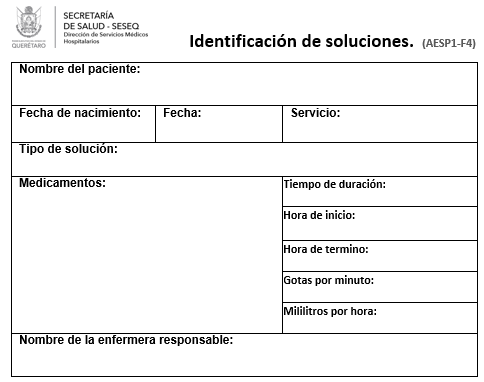 SECRETARÍA
DE SALUD - SESEQ
Dirección de Servicios Médicos
Hospitalarios
QUERÉTARO
Identificación de soluciones. (AESP1-F4)
Nombre del paciente:
Fecha de nacimiento: Fecha: Servicio:
Tipo de solución:
Medicamentos:
Tiempo de duración:
Hora de inicio:
Hora de termino:
Gotas por minuto:
Mililitros por hora:
Nombre de la enfermera responsable: